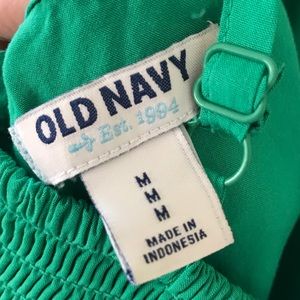 OLD NAVY
Est. 1994
M
M
M
MADE IN
INDONESIA